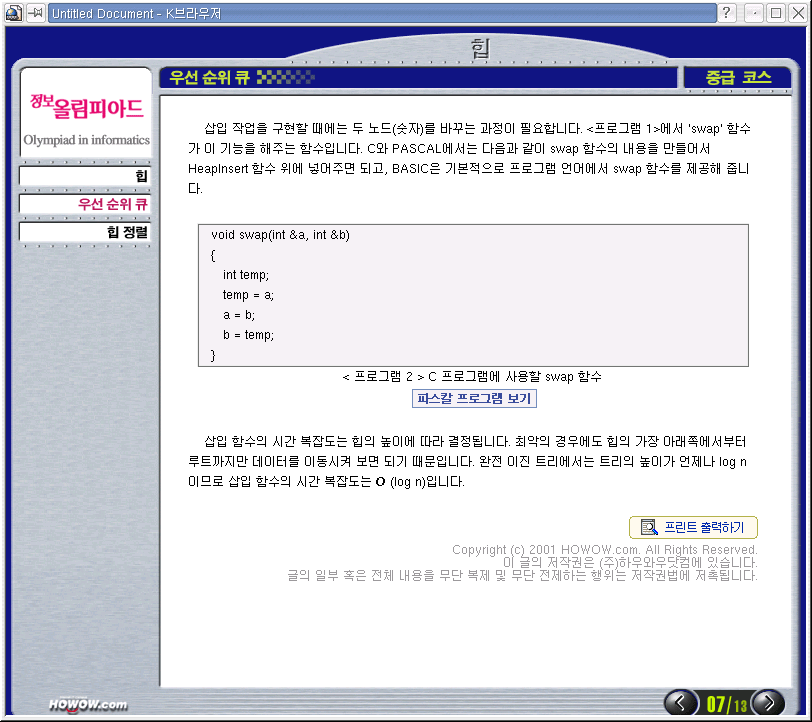 Untitled Document - K브라우저
힙
정보올림피아드
Olympiad in informatics
힙
우선 순위 큐
힙 정렬
우선 순위 큐
중급 코스
삽입 작업을 구현할 때에는 두 노드(숫자)를 바꾸는 과정이 필요합니다. <프로그램 1>에서 'swap' 함수
가 이 기능을 해주는 함수입니다. C와 PASCAL에서는 다음과 같이 swap 함수의 내용을 만들어서
HeapInsert 함수 위에 넣어주면 되고, BASIC은 기본적으로 프로그램 언어에서 swap 함수를 제공해 줍니
다.
void swap(int &a, int &b)
{
int temp;
temp = a;
a = b;
b = temp;
}
< 프로그램 2 > C 프로그램에 사용할 swap 함수
파스칼 프로그램 보기
삽입 함수의 시간 복잡도는 힙의 높이에 따라 결정됩니다. 최악의 경우에도 힙의 가장 아래쪽에서부터
루트까지만 데이터를 이동시켜 보면 되기 때문입니다. 완전 이진 트리에서는 트리의 높이가 언제나 log n
이므로 삽입 함수의 시간 복잡도는 O (log n)입니다.
프린트 출력하기
Copyright (c) 2001 HOWOW.com. All Rights Reserved.
이 글의 저작권은 (주)하우와우닷컴에 있습니다.
글의 일부 혹은 전체 내용을 무단 복제 및 무단 전제하는 행위는 저작권법에 저촉됩니다.
HOWOW.com
07/13